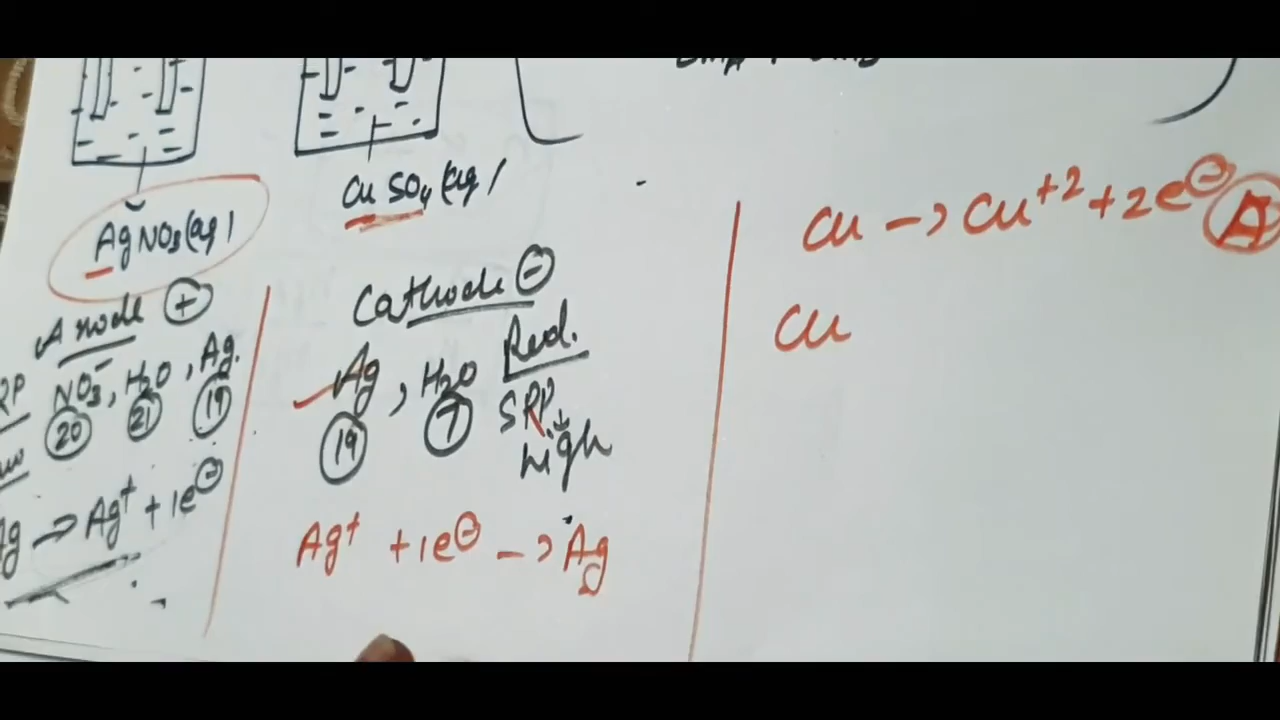 AgNO3(aq)
CuSO4(aq)
Anode +
NO3⁻, H2O, Ag.
20 21 19
Ag → Ag⁺ + 1e⊖
Cathode ⊖
Ag, H2O Red.
19 7 SRP
high
Ag⁺ + 1e⊖ → Ag
Cu → Cu⁺² + 2e⊖ A
Cu